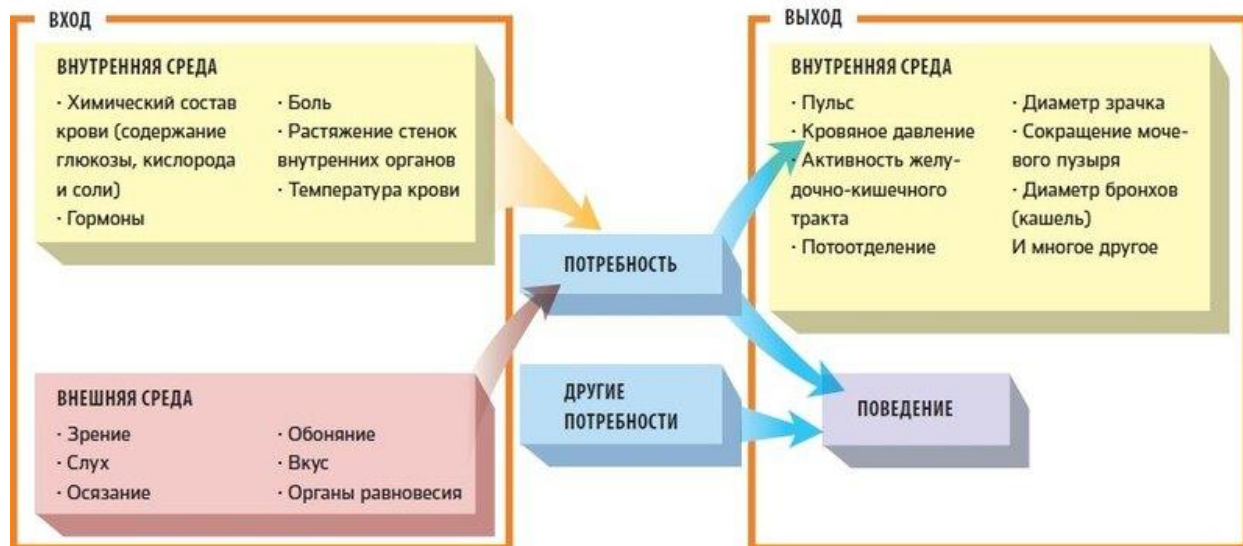 ВХОД
ВНУТРЕННЯЯ СРЕДА
· Химический состав
крови (содержание
глюкозы, кислорода
и соли)
· Гормоны
· Боль
· Растяжение стенок
внутренних органов
· Температура крови
ВНЕШНЯЯ СРЕДА
· Зрение
· Слух
· Осязание
· Обоняние
· Вкус
· Органы равновесия
ПОТРЕБНОСТЬ
ДРУГИЕ
ПОТРЕБНОСТИ
ВЫХОД
ВНУТРЕННЯЯ СРЕДА
· Пульс
· Кровяное давление
· Активность желу-
дочно-кишечного
тракта
· Потоотделение
· Диаметр зрачка
· Сокращение моче-
вого пузыря
· Диаметр бронхов
(кашель)
И многое другое
ПОВЕДЕНИЕ